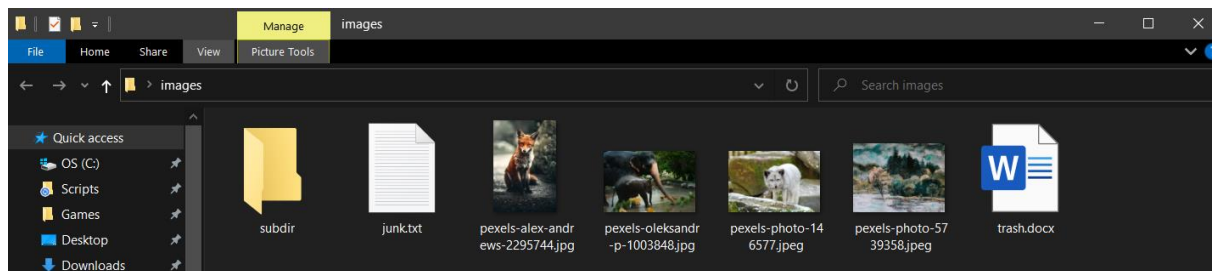 Manage images
File Home Share View Picture Tools
images Search images
Quick access
OS (C:)
Scripts
Games
Desktop
Downloads
subdir
junk.txt
pexels-alex-andr
ews-2295744.jpg
pexels-oleksandr
-p-1003848.jpg
pexels-photo-14
6577.jpeg
pexels-photo-57
39358.jpeg
W
trash.docx